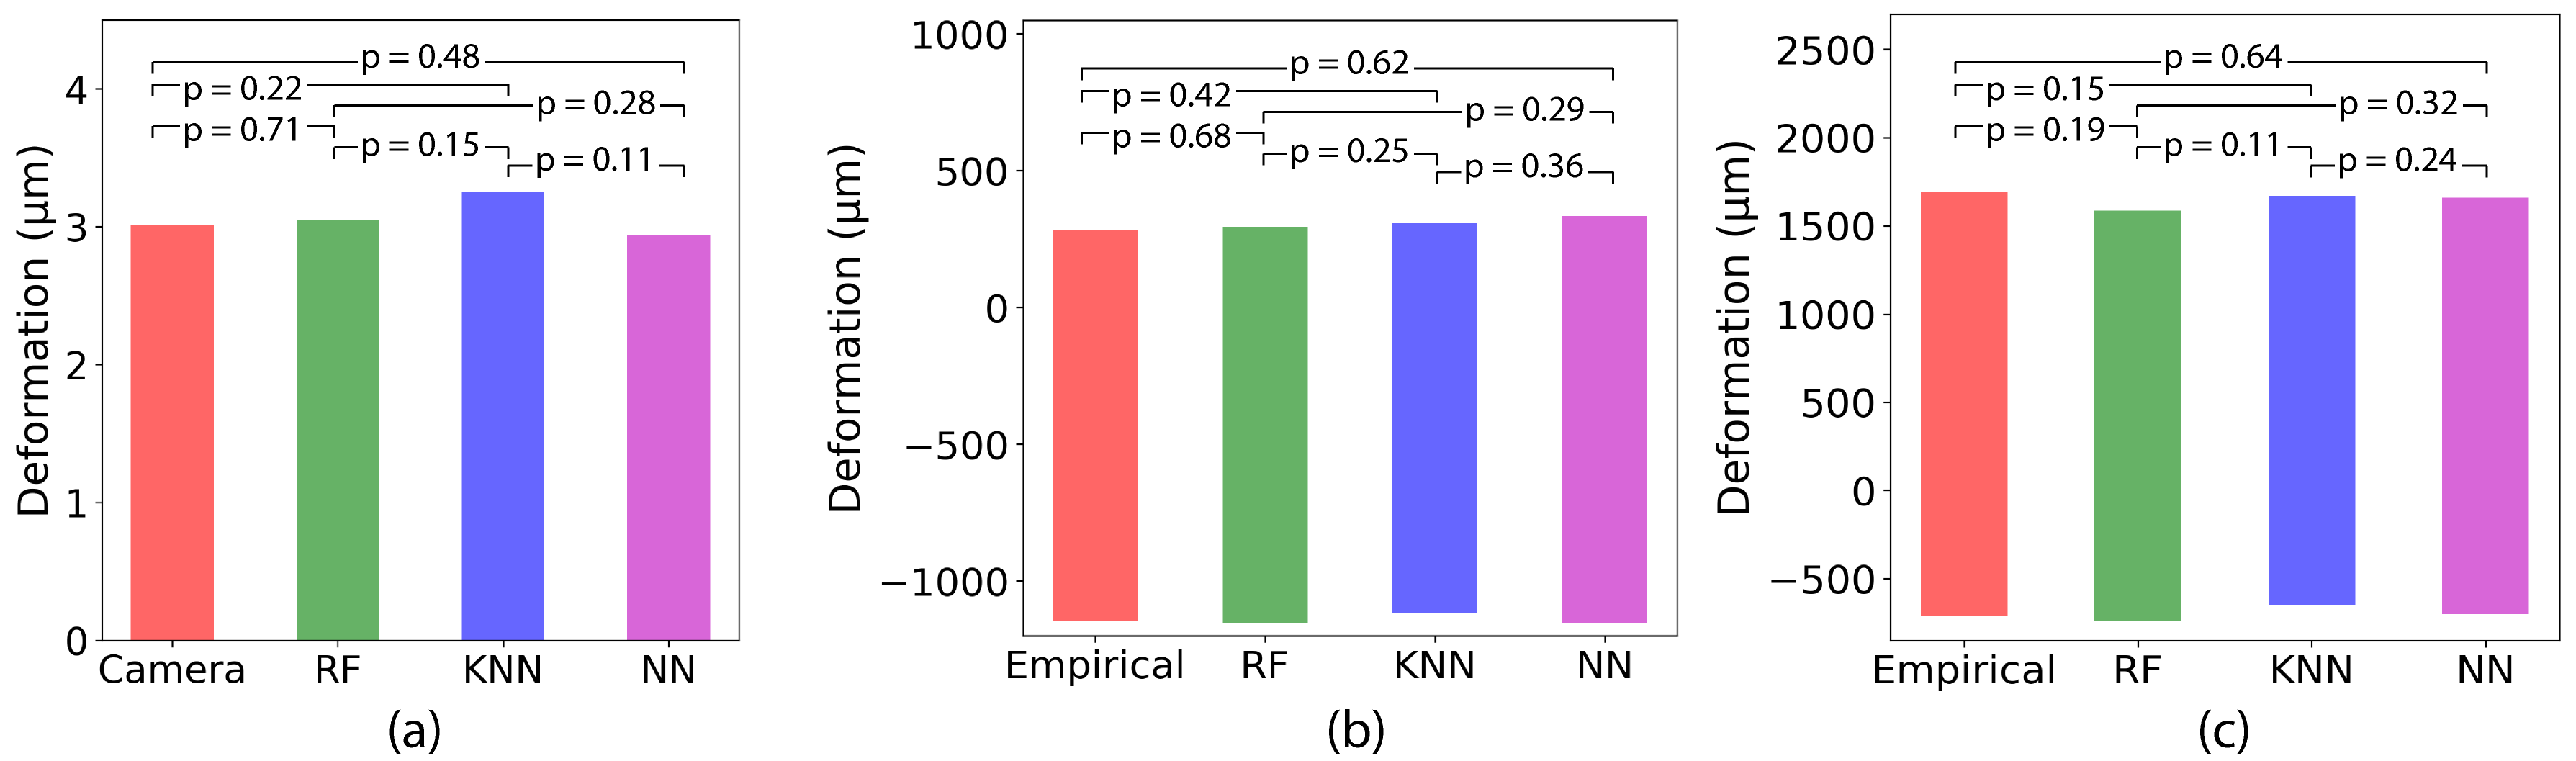 Deformation (μm)
4
3
2
1
0
p = 0.48
p = 0.22
p = 0.28
p = 0.71
p = 0.15
p = 0.11
Camera RF KNN NN
(a)
Deformation (μm)
1000
500
0
−500
−1000
p = 0.62
p = 0.42
p = 0.29
p = 0.68
p = 0.25
p = 0.36
Empirical RF KNN NN
(b)
Deformation (μm)
2500
2000
1500
1000
500
0
−500
p = 0.64
p = 0.15
p = 0.32
p = 0.19
p = 0.11
p = 0.24
Empirical RF KNN NN
(c)